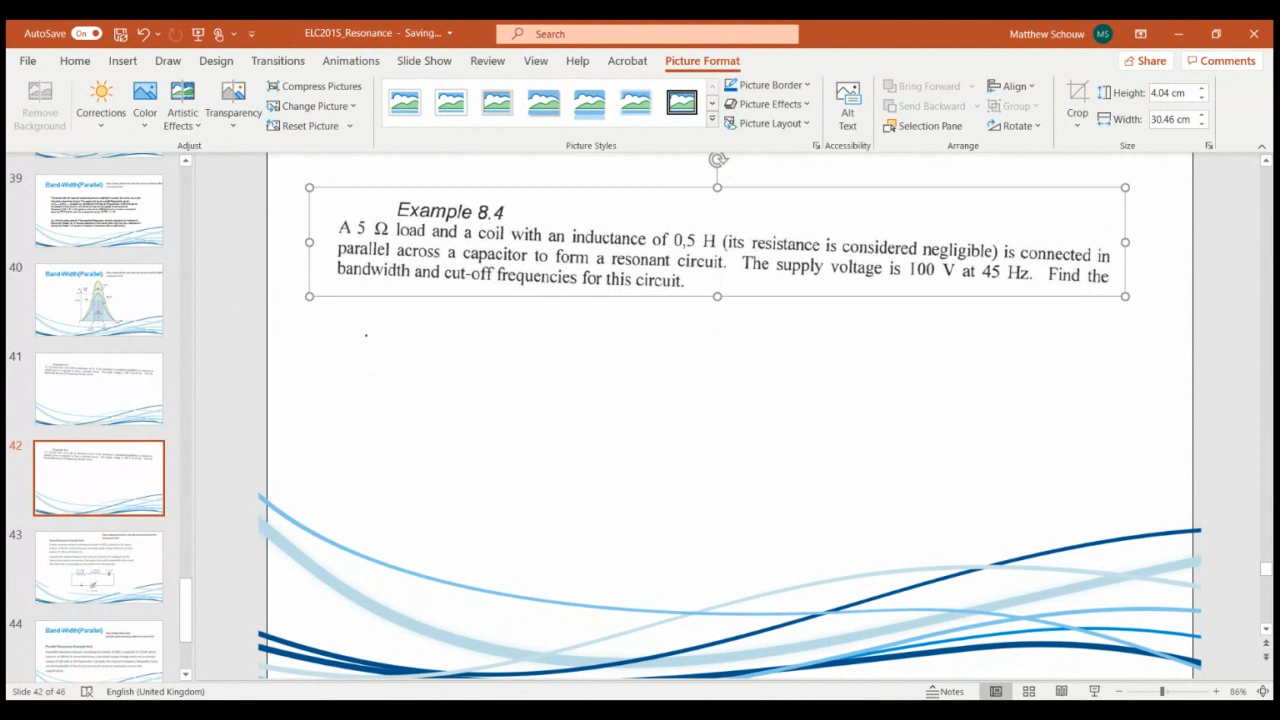 AutoSave On ELC201S_Resonance - Saving... Search Matthew Schouw MS
File Home Insert Draw Design Transitions Animations Slide Show Review View Help Acrobat Picture Format Share Comments
Remove Background Corrections Color Artistic Effects Transparency Compress Pictures Change Picture Reset Picture Picture Border Picture Effects Picture Layout Alt Text Bring Forward Send Backward Selection Pane Align Group Rotate Crop Height: 4.04 cm Width: 30.46 cm
Adjust Picture Styles Accessibility Arrange Size
39
Band-Width(Parallel)
40
41
42
43
44
Band-Width(Parallel)
Example 8.4
A 5 Ω load and a coil with an inductance of 0,5 H (its resistance is considered negligible) is connected in
parallel across a capacitor to form a resonant circuit. The supply voltage is 100 V at 45 Hz. Find the
bandwidth and cut-off frequencies for this circuit.
Slide 42 of 46 English (United Kingdom) Notes 86%